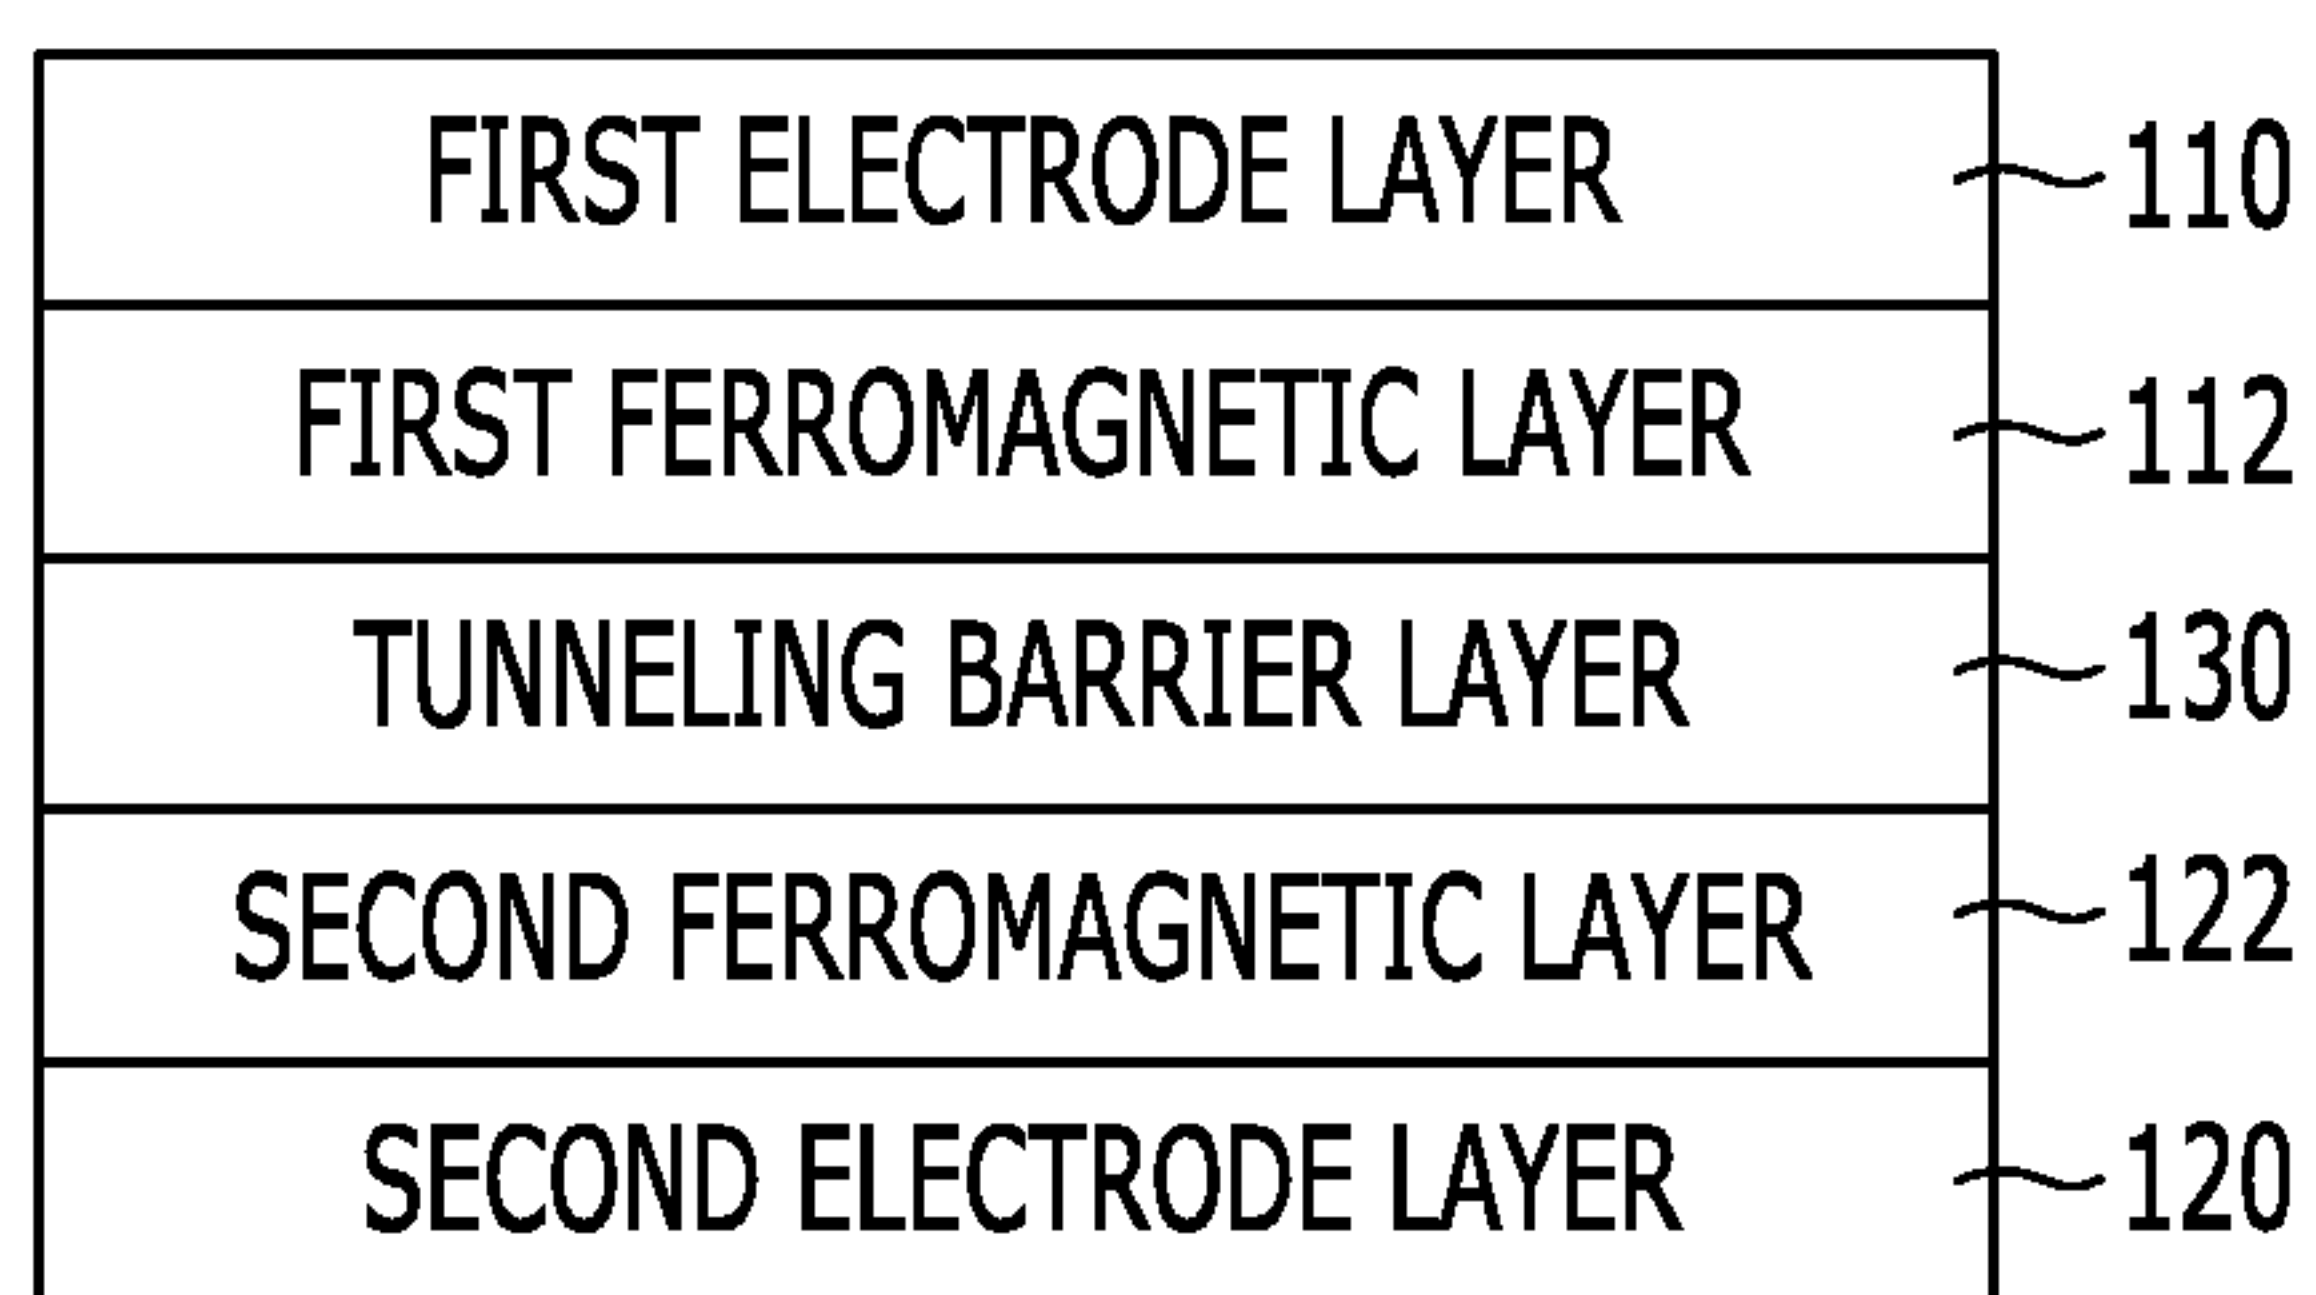 FIRST ELECTRODE LAYER 110
FIRST FERROMAGNETIC LAYER 112
TUNNELING BARRIER LAYER 130
SECOND FERROMAGNETIC LAYER 122
SECOND ELECTRODE LAYER 120